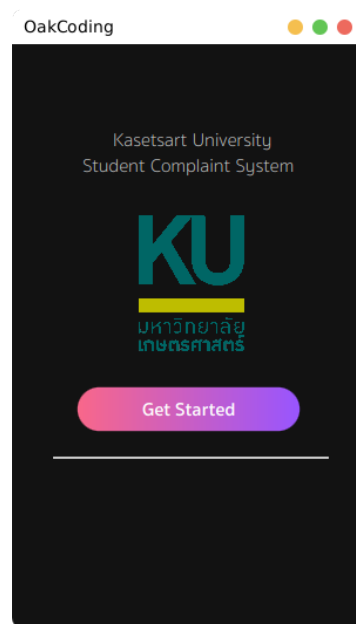 OakCoding
Kasetsart University
Student Complaint System
KU
มหาวิทยาลัย
เกษตรศาสตร์
Get Started